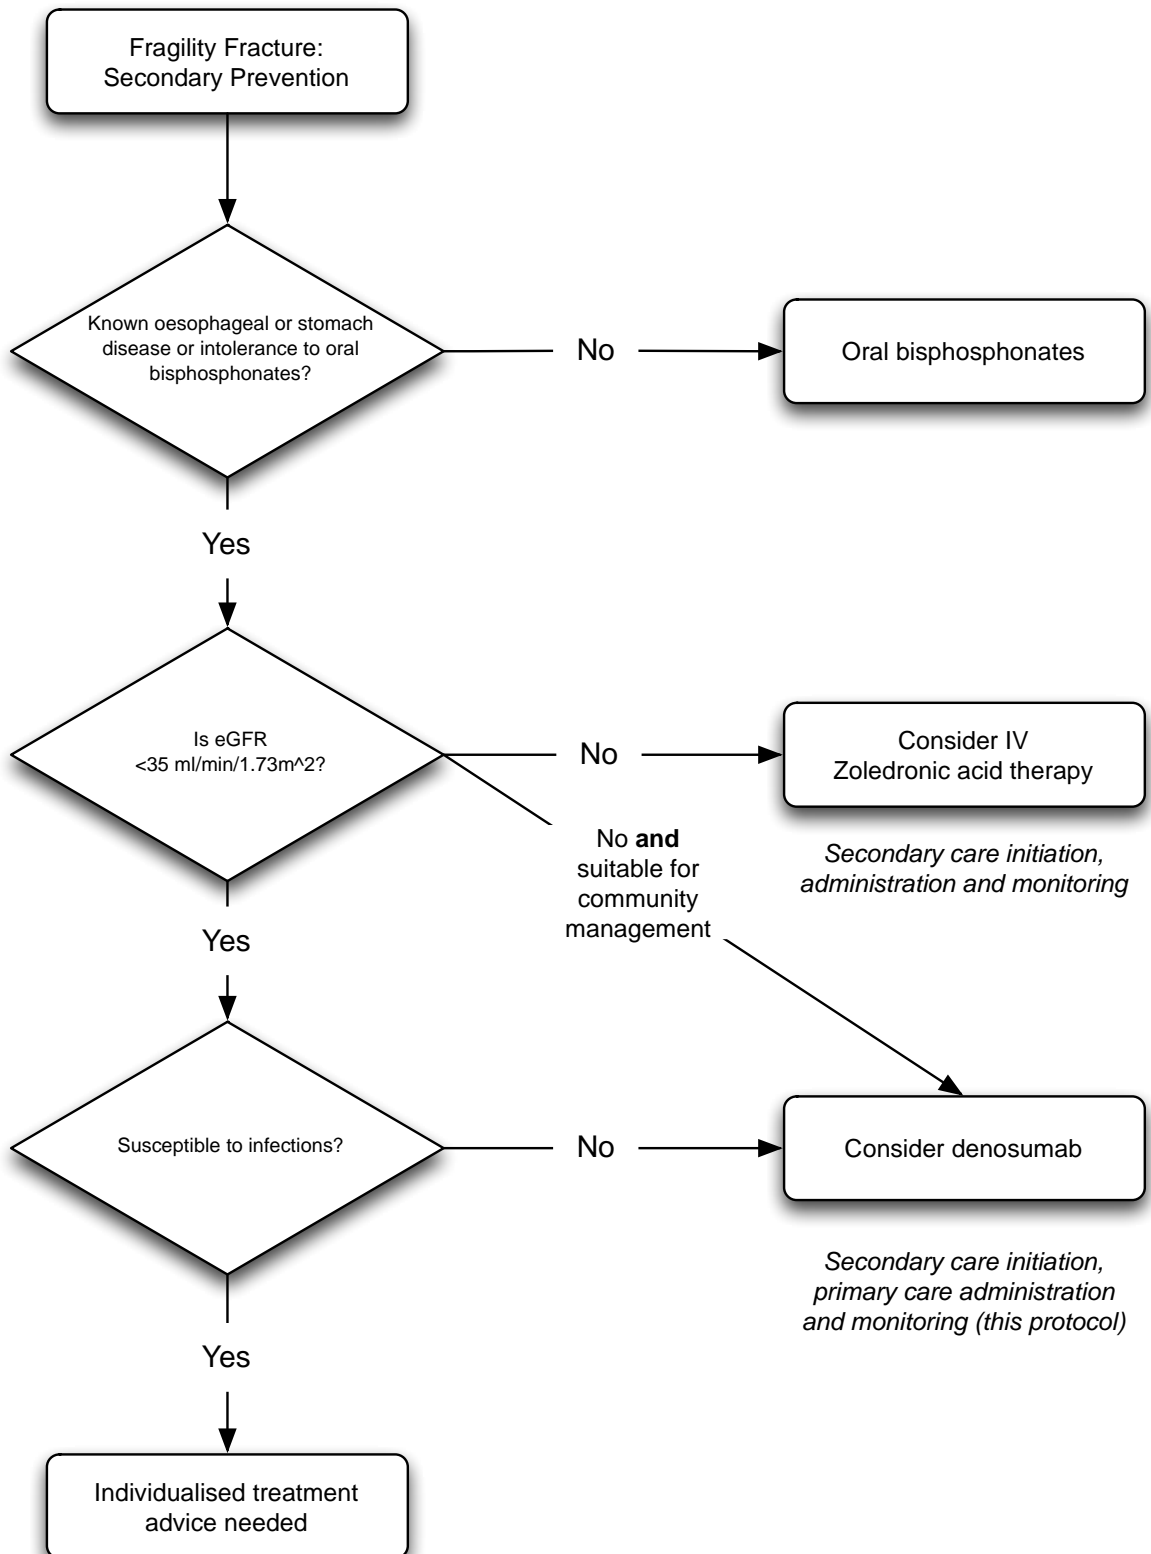 Fragility Fracture:
Secondary Prevention
Known oesophageal or stomach
disease or intolerance to oral
bisphosphonates?
No
Oral bisphosphonates
Yes
Is eGFR
<35 ml/min/1.73m^2?
No
Consider IV
Zoledronic acid therapy
Secondary care initiation,
administration and monitoring
No and
suitable for
community
management
Yes
Susceptible to infections?
No
Consider denosumab
Secondary care initiation,
primary care administration
and monitoring (this protocol)
Yes
Individualised treatment
advice needed